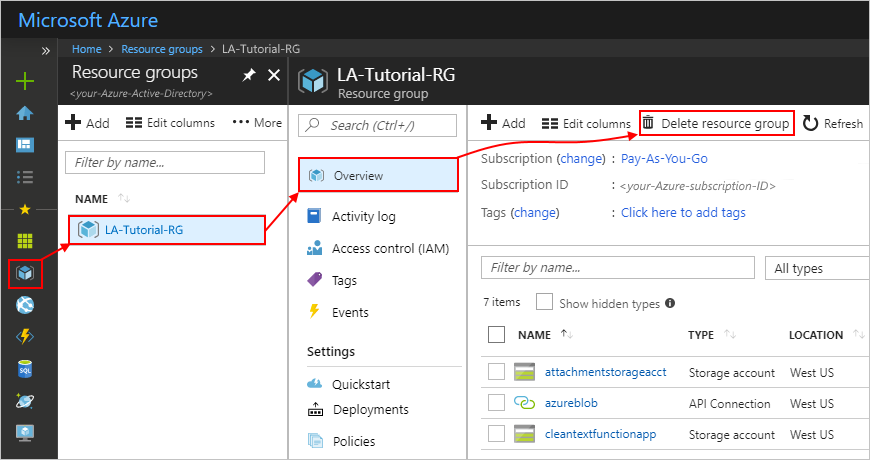 Microsoft Azure
»
Home > Resource groups > LA-Tutorial-RG
Resource groups
<your-Azure-Active-Directory>
Add Edit columns ••• More
Filter by name...
NAME
LA-Tutorial-RG
LA-Tutorial-RG
Resource group
Search (Ctrl+/)
Overview
Activity log
Access control (IAM)
Tags
Events
Settings
Quickstart
Deployments
Policies
Add Edit columns Delete resource group Refresh
Subscription (change) : Pay-As-You-Go
Subscription ID : <your-Azure-subscription-ID>
Tags (change) : Click here to add tags
Filter by name... All types
7 items Show hidden types
NAME TYPE LOCATION
attachmentstorageacct Storage account West US
azureblob API Connection West US
cleantextfunctionapp Storage account West US
SQL